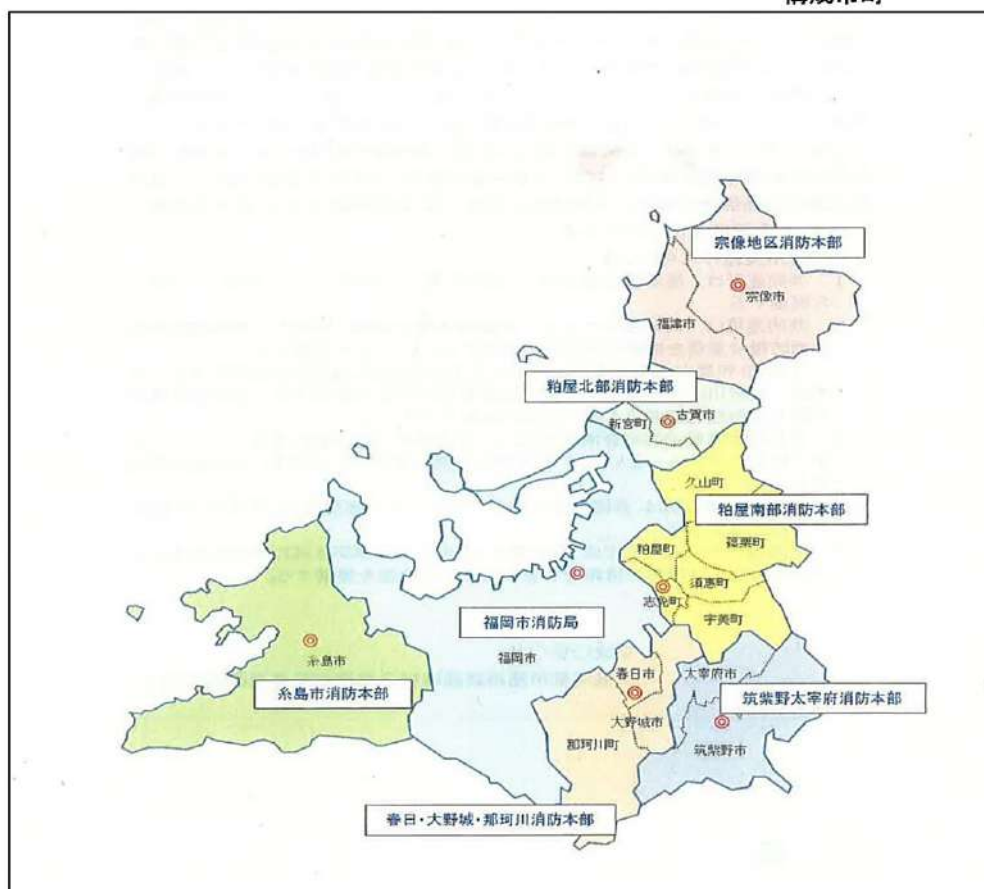 構成市町
宗像地区消防本部
宗像市
福津市
粕屋北部消防本部
新宮町
古賀市
久山町
粕屋南部消防本部
粕屋町
篠栗町
須恵町
志免町
宇美町
福岡市消防局
福岡市
糸島市
糸島市消防本部
春日市
太宰府市
筑紫野太宰府消防本部
大野城市
那珂川町
筑紫野市
春日・大野城・那珂川消防本部